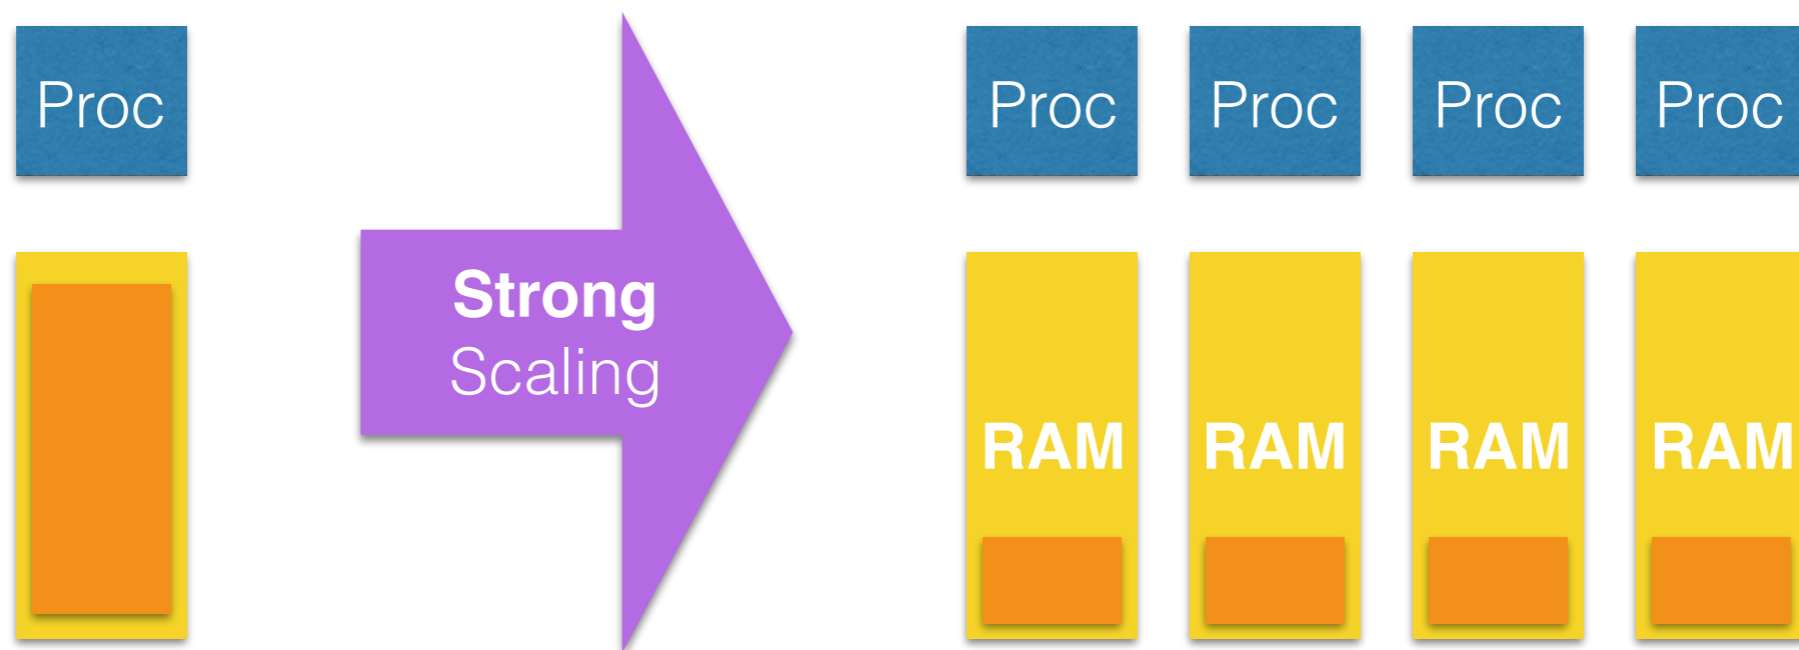 Proc
Strong
Scaling
Proc Proc Proc Proc
RAM RAM RAM RAM